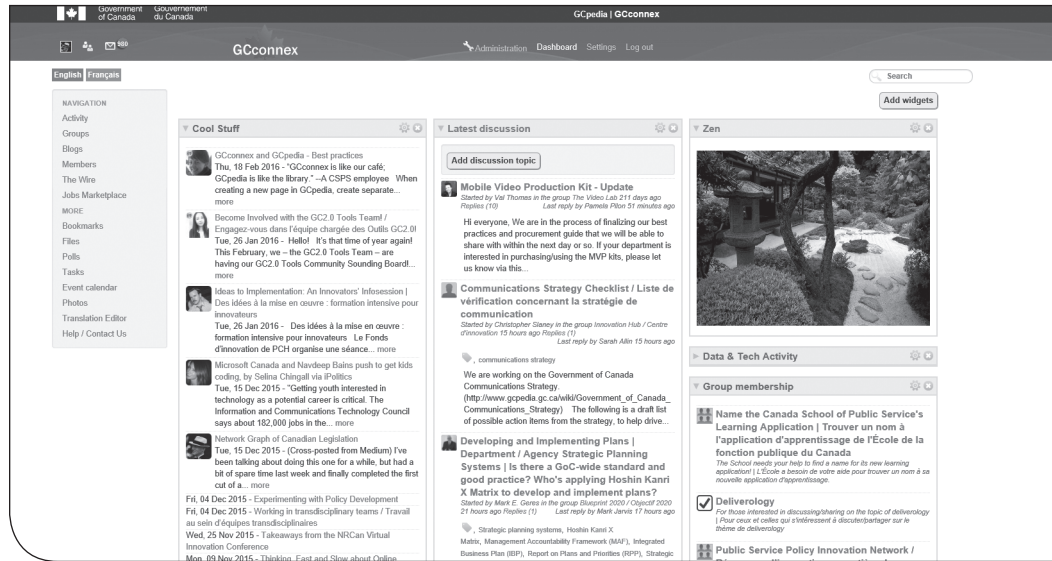 Government Gouvernement
of Canada du Canada
GCpedia | GCconnex
GCconnex
Administration Dashboard Settings Log out
English Français
Search
Add widgets
NAVIGATION
Activity
Groups
Blogs
Members
The Wire
Jobs Marketplace
MORE
Bookmarks
Files
Polls
Tasks
Event calendar
Photos
Translation Editor
Help / Contact Us
Cool Stuff
GCconnex and GCpedia - Best practices
Thu, 18 Feb 2016 - "GCconnex is like our café;
GCpedia is like the library." --A CSPS employee When
creating a new page in GCpedia, create separate...
more
Become Involved with the GC2.0 Tools Team! /
Engagez-vous dans l'équipe chargée des Outils GC2.0!
Tue, 26 Jan 2016 - Hello! It's that time of year again!
This February, we – the GC2.0 Tools Team – are
having our GC2.0 Tools Community Sounding Board!...
more
Ideas to Implementation: An Innovators' Infosession |
Des idées à la mise en œuvre : formation intensive pour
innovateurs
Tue, 26 Jan 2016 - Des idées à la mise en œuvre :
formation intensive pour innovateurs Le Fonds
d'innovation de PCH organise une séance... more
Microsoft Canada and Navdeep Bains push to get kids
coding, by Selina Chingall via iPolitics
Tue, 15 Dec 2015 - "Getting youth interested in
technology as a potential career is critical. The
Information and Communications Technology Council
says about 182,000 jobs in the... more
Network Graph of Canadian Legislation
Tue, 15 Dec 2015 - (Cross-posted from Medium) I've
been talking about doing this one for a while, but had a
bit of spare time last week and finally completed the first
cut of a... more
Fri, 04 Dec 2015 - Experimenting with Policy Development
Fri, 04 Dec 2015 - Working in transdisciplinary teams / Travail
au sein d'équipes transdisciplinaires
Wed, 25 Nov 2015 - Takeaways from the NRCan Virtual
Innovation Conference
Mon, 09 Nov 2015 - Thinking, Fast and Slow about Online
Latest discussion
Add discussion topic
Mobile Video Production Kit - Update
Started by Val Thomes in the group The Video Lab 211 days ago
Replies (10) Last reply by Pamela Pilon 51 minutes ago
Hi everyone, We are in the process of finalizing our best
practices and procurement guide that we will be able to
share with within the next day or so. If your department is
interested in purchasing/using the MVP kits, please let
us know via this...
Communications Strategy Checklist / Liste de
vérification concernant la stratégie de
communication
Started by Christopher Slaney in the group Innovation Hub / Centre
d'innovation 15 hours ago Replies (1)
Last reply by Sarah Allin 15 hours ago
, communications strategy
We are working on the Government of Canada
Communications Strategy.
(http://www.gcpedia.gc.ca/wiki/Government_of_Canada_
Communications_Strategy) The following is a draft list
of possible action items from the strategy, to help drive...
Developing and Implementing Plans |
Department / Agency Strategic Planning
Systems | Is there a GoC-wide standard and
good practice? Who's applying Hoshin Kanri
X Matrix to develop and implement plans?
Started by Mark E. Geres in the group Blueprint 2020 / Objectif 2020
21 hours ago Replies (1) Last reply by Mark Jarvis 17 hours ago
, Strategic planning systems, Hoshin Kanri X
Matrix, Management Accountability Framework (MAF), Integrated
Business Plan (IBP), Report on Plans and Priorities (RPP), Strategic
Zen
Data & Tech Activity
Group membership
Name the Canada School of Public Service's
Learning Application | Trouver un nom à
l'application d'apprentissage de l'École de la
fonction publique du Canada
The School needs your help to find a name for its new learning
application! | L'École a besoin de votre aide pour trouver un nom à sa
nouvelle application d'apprentissage.
Deliverology
For those interested in discussing/sharing on the topic of deliverology
| Pour ceux et celles qui s'intéressent à discuter/partager sur le
thème de deliverology
Public Service Policy Innovation Network /